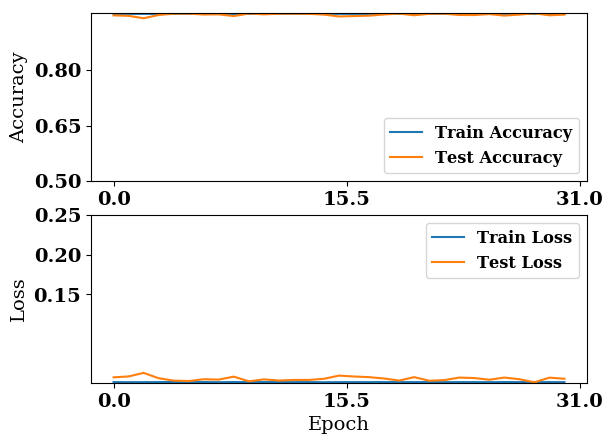 Accuracy
0.80
0.65
0.50
Train Accuracy
Test Accuracy
0.0 15.5 31.0
Loss
0.25
0.20
0.15
Train Loss
Test Loss
0.0 15.5 31.0
Epoch